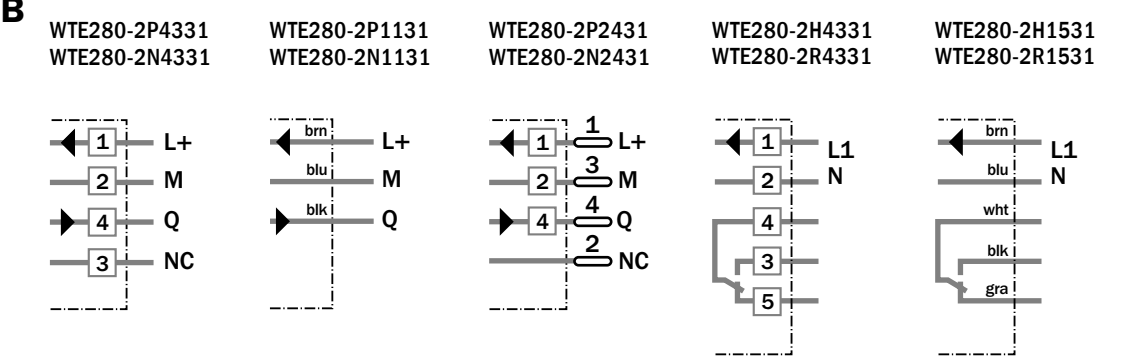 B
WTE280-2P4331
WTE280-2N4331
1 L+
2 M
4 Q
3 NC
WTE280-2P1131
WTE280-2N1131
brn L+
blu M
blk Q
WTE280-2P2431
WTE280-2N2431
1 1 L+
2 3 M
4 4 Q
2 NC
WTE280-2H4331
WTE280-2R4331
1 L1
2 N
4
3
5
WTE280-2H1531
WTE280-2R1531
brn L1
blu N
wht
blk
gra